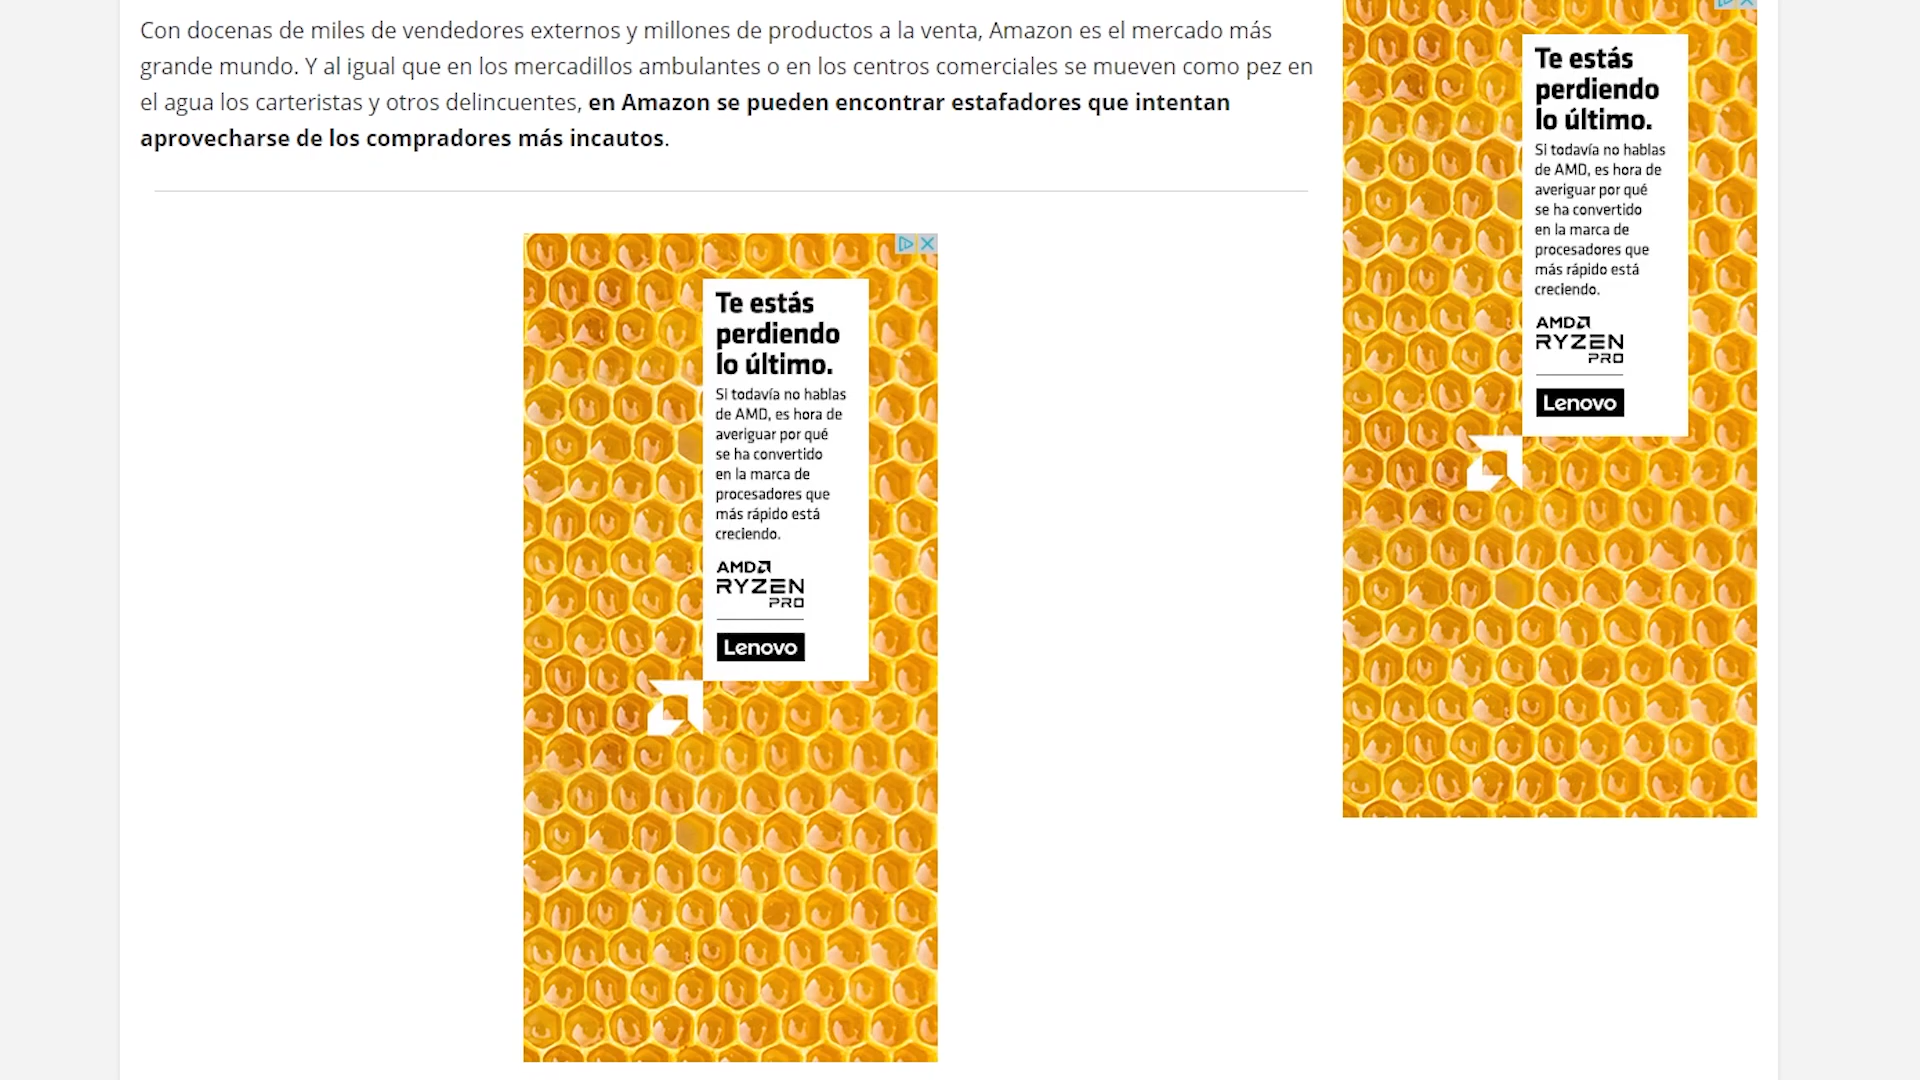 Con docenas de miles de vendedores externos y millones de productos a la venta, Amazon es el mercado más
grande mundo. Y al igual que en los mercadillos ambulantes o en los centros comerciales se mueven como pez en
el agua los carteristas y otros delincuentes, en Amazon se pueden encontrar estafadores que intentan
aprovecharse de los compradores más incautos.
Te estás
perdiendo
lo último.
Si todavía no hablas
de AMD, es hora de
averiguar por qué
se ha convertido
en la marca de
procesadores que
más rápido está
creciendo.
AMD
RYZEN
PRO
Lenovo
Te estás
perdiendo
lo último.
Si todavía no hablas
de AMD, es hora de
averiguar por qué
se ha convertido
en la marca de
procesadores que
más rápido está
creciendo.
AMD
RYZEN
PRO
Lenovo